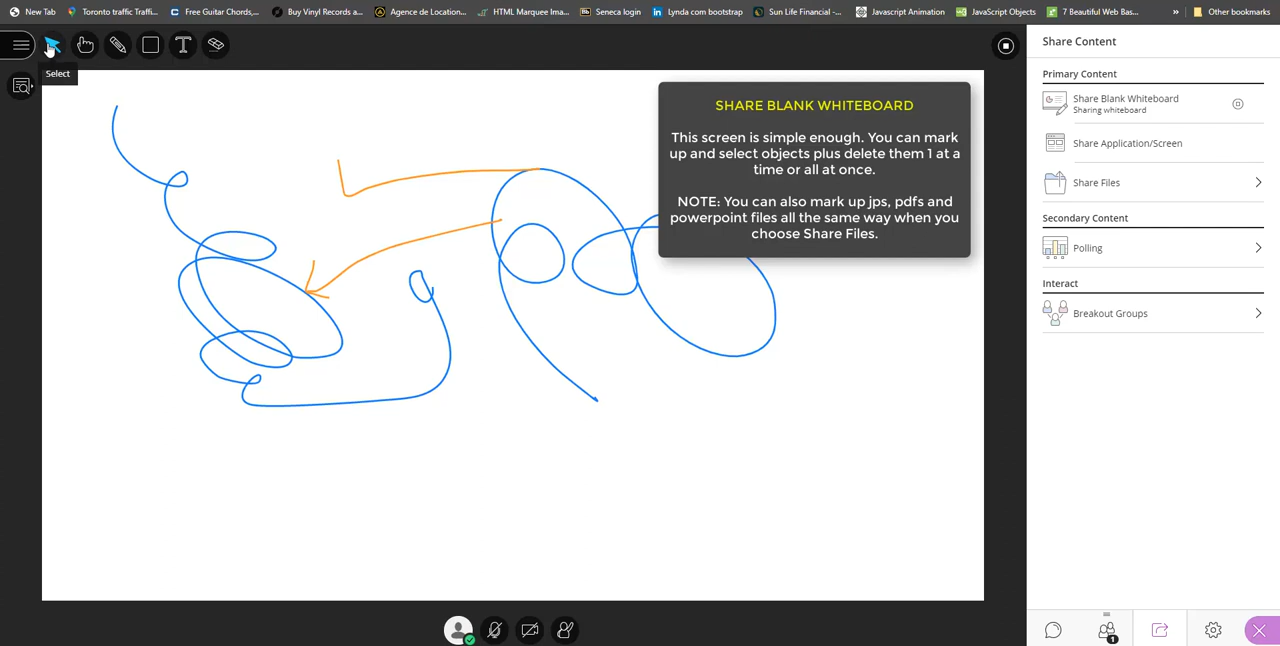 New Tab
Toronto traffic Traffi...
Free Guitar Chords,...
Buy Vinyl Records a...
Agence de Location...
HTML Marquee Ima...
Seneca login
Lynda com bootstrap
Sun Life Financial -...
Javascript Animation
JavaScript Objects
7 Beautiful Web Bas...
»
Other bookmarks
Select
SHARE BLANK WHITEBOARD
This screen is simple enough. You can mark
up and select objects plus delete them 1 at a
time or all at once.
NOTE: You can also mark up jps, pdfs and
powerpoint files all the same way when you
choose Share Files.
Share Content
Primary Content
Share Blank Whiteboard
Sharing whiteboard
Share Application/Screen
Share Files
Secondary Content
Polling
Interact
Breakout Groups
1